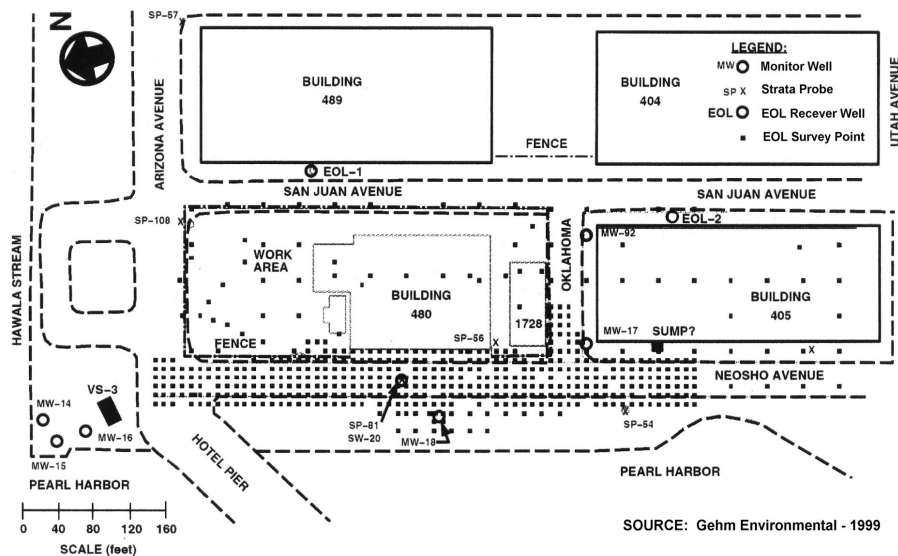 SP-57
N
ARIZONA AVENUE
BUILDING
489
BUILDING
404
LEGEND:
MW Monitor Well
SP X Strata Probe
EOL EOL Recever Well
EOL Survey Point
UTAH AVENUE
FENCE
EOL-1
SAN JUAN AVENUE
SAN JUAN AVENUE
SP-108 X
EOL-2
MW-92
OKLAHOMA
WORK
AREA
BUILDING
480
1728
BUILDING
405
HAWALA STREAM
SP-56 X
MW-17
SUMP?
FENCE
X
NEOSHO AVENUE
VS-3
MW-14
MW-16
MW-15
SP-81
SW-20
MW-18
X
SP-54
HOTEL PIER
PEARL HARBOR
PEARL HARBOR
0 40 80 120 160
SCALE (feet)
SOURCE: Gehm Environmental - 1999